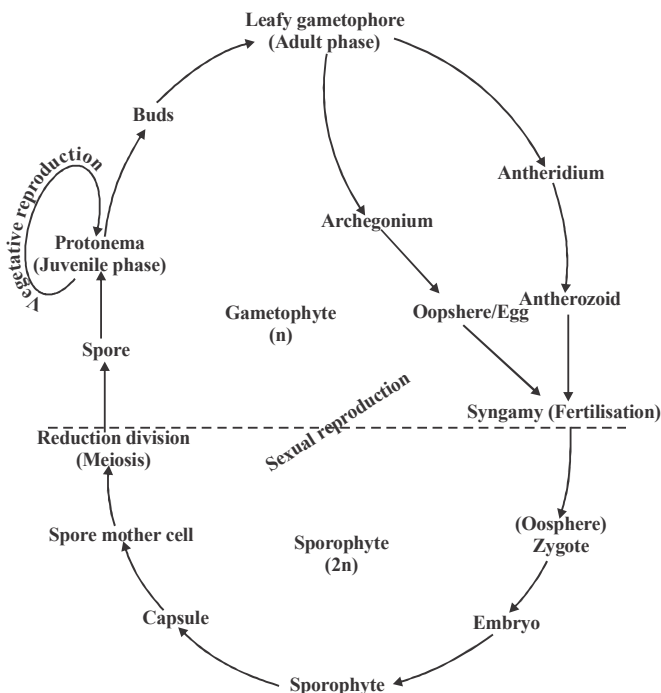 Leafy gametophore
(Adult phase)
Buds
Antheridium
Vegetative reproduction
Archegonium
Protonema
(Juvenile phase)
Antherozoid
Gametophyte
(n)
Oopshere/Egg
Spore
Syngamy (Fertilisation)
Sexual reproduction
Reduction division
(Meiosis)
(Oosphere)
Zygote
Spore mother cell
Sporophyte
(2n)
Capsule
Embryo
Sporophyte